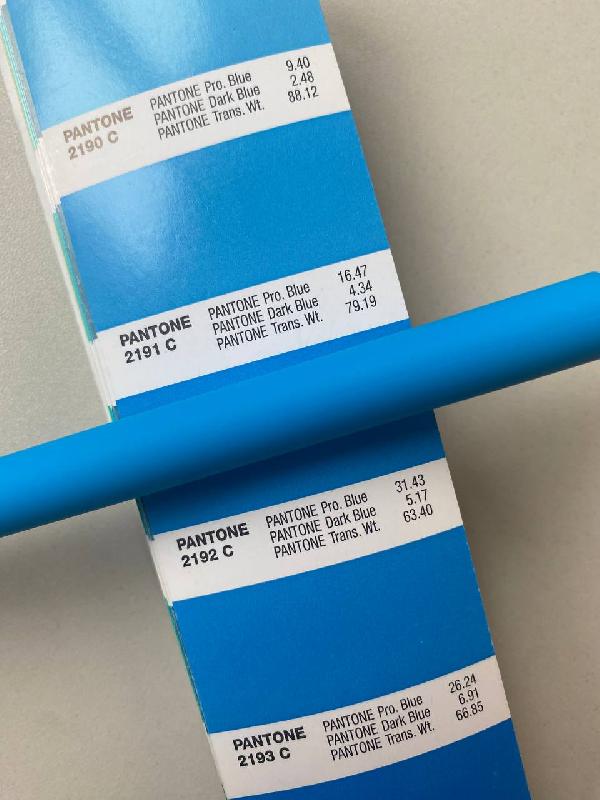 PANTONE
2190 C
PANTONE Pro. Blue 9.40
PANTONE Dark Blue 2.48
PANTONE Trans. Wt. 88.12
PANTONE
2191 C
PANTONE Pro. Blue 16.47
PANTONE Dark Blue 4.34
PANTONE Trans. Wt. 79.19
PANTONE
2192 C
PANTONE Pro. Blue 31.43
PANTONE Dark Blue 5.17
PANTONE Trans. Wt. 63.40
PANTONE
2193 C
PANTONE Pro. Blue 26.24
PANTONE Dark Blue 6.91
PANTONE Trans. Wt. 66.85